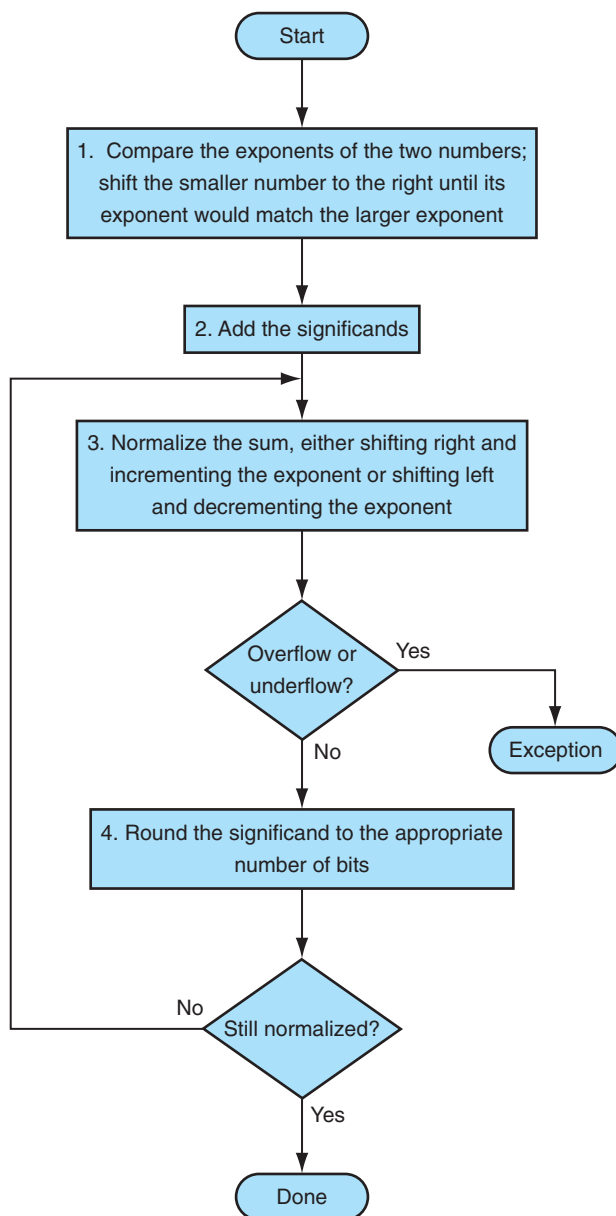 Start
1. Compare the exponents of the two numbers;
shift the smaller number to the right until its
exponent would match the larger exponent
2. Add the significands
3. Normalize the sum, either shifting right and
incrementing the exponent or shifting left
and decrementing the exponent
Overflow or
underflow?
Yes
Exception
No
4. Round the significand to the appropriate
number of bits
No
Still normalized?
Yes
Done